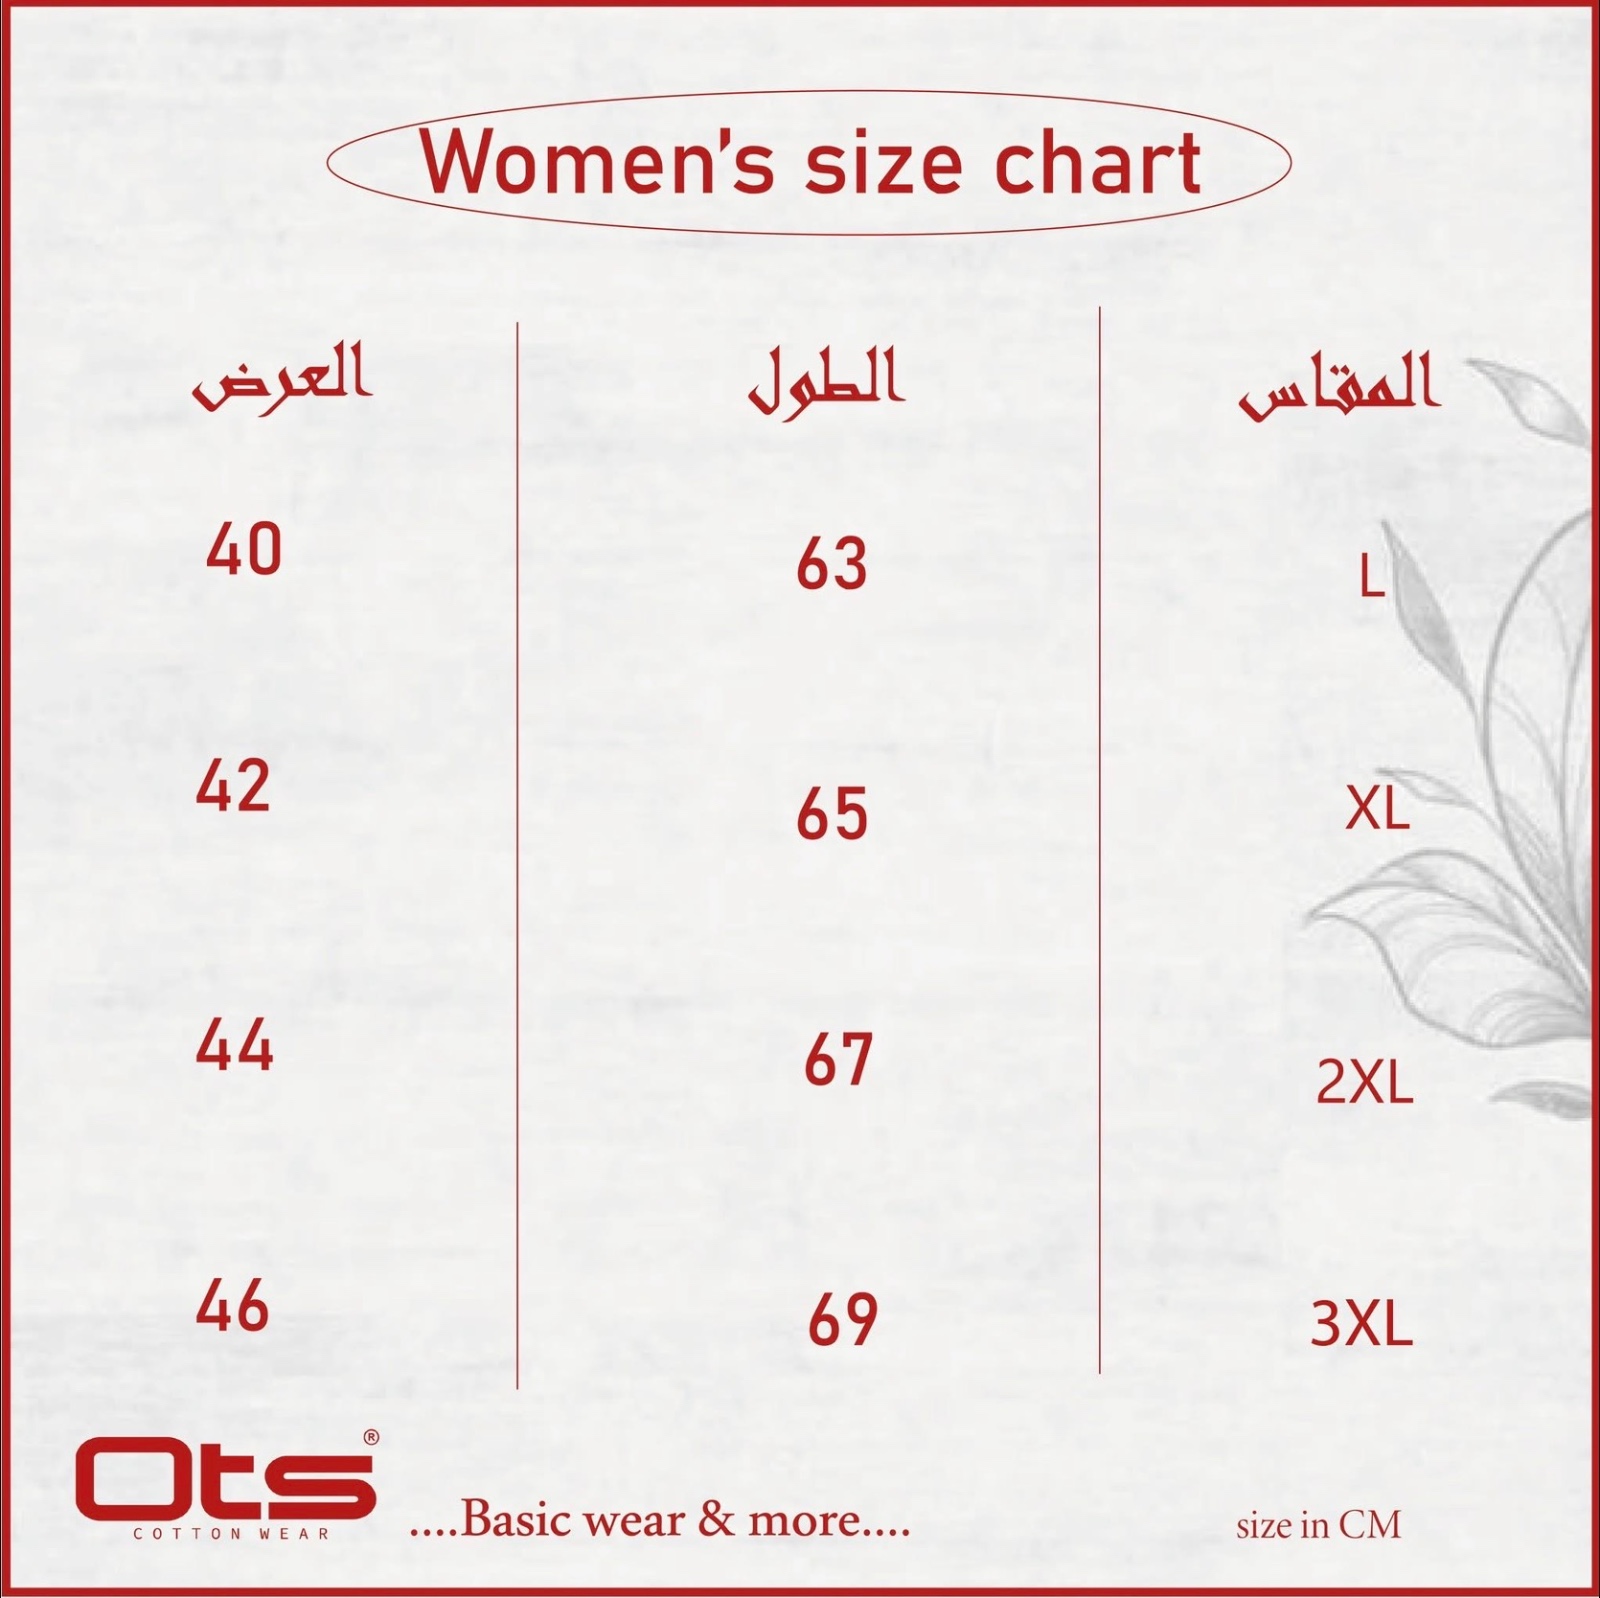 Women's size chart
المقاس الطول العرض
L 63 40
XL 65 42
2XL 67 44
3XL 69 46
Ots®
COTTON WEAR
....Basic wear & more....
size in CM